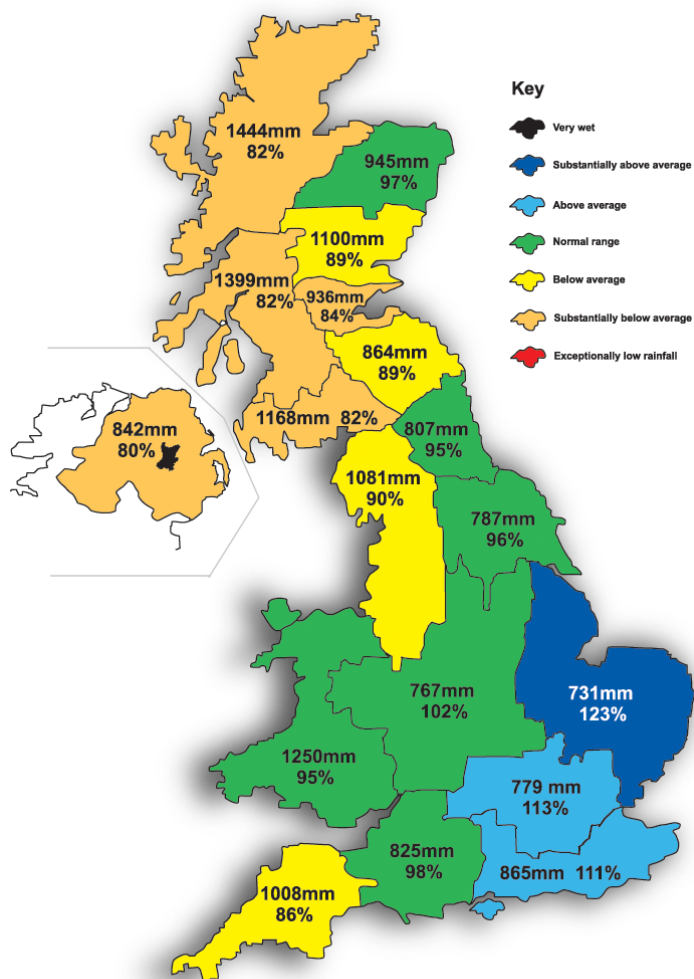 Key
Very wet
Substantially above average
Above average
Normal range
Below average
Substantially below average
Exceptionally low rainfall
1444mm
82%
945mm
97%
1100mm
89%
1399mm
82%
936mm
84%
864mm
89%
1168mm 82%
842mm
80%
807mm
95%
1081mm
90%
787mm
96%
767mm
102%
731mm
123%
1250mm
95%
779 mm
113%
825mm
98%
865mm 111%
1008mm
86%